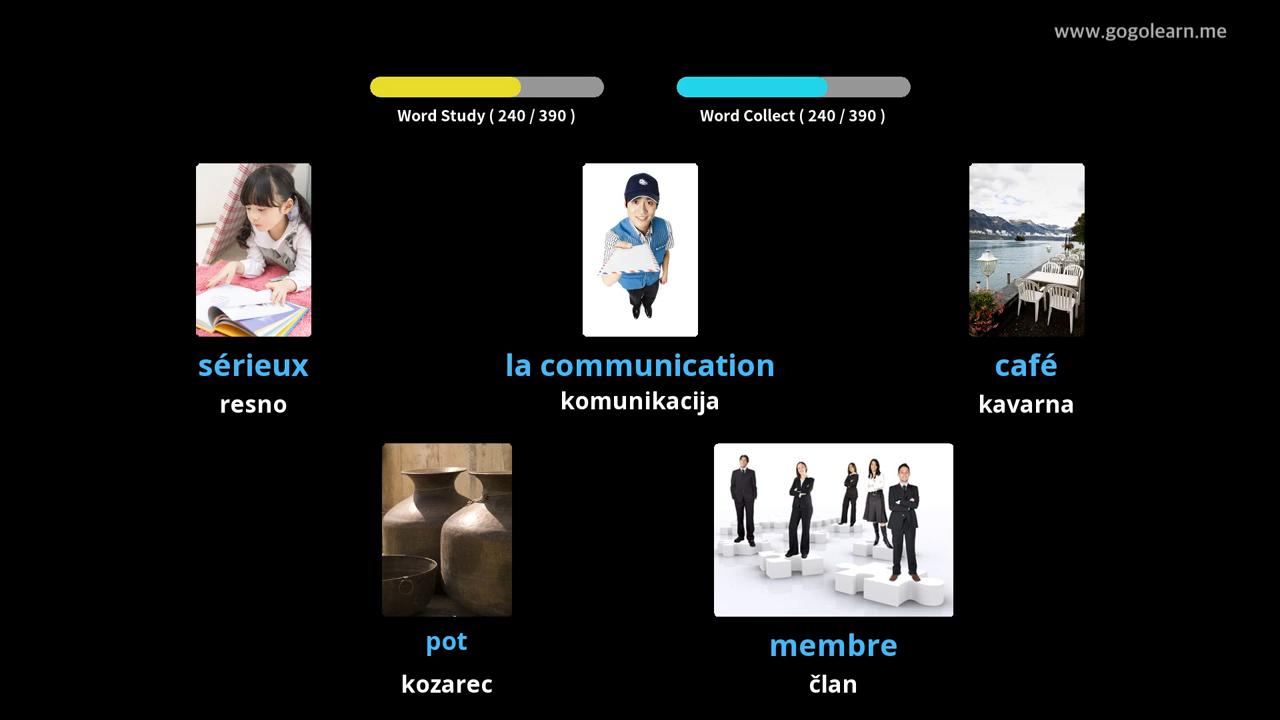 www.gogolearn.me
Word Study ( 240 / 390 )
Word Collect ( 240 / 390 )
sérieux
resno
la communication
komunikacija
café
kavarna
pot
kozarec
membre
član